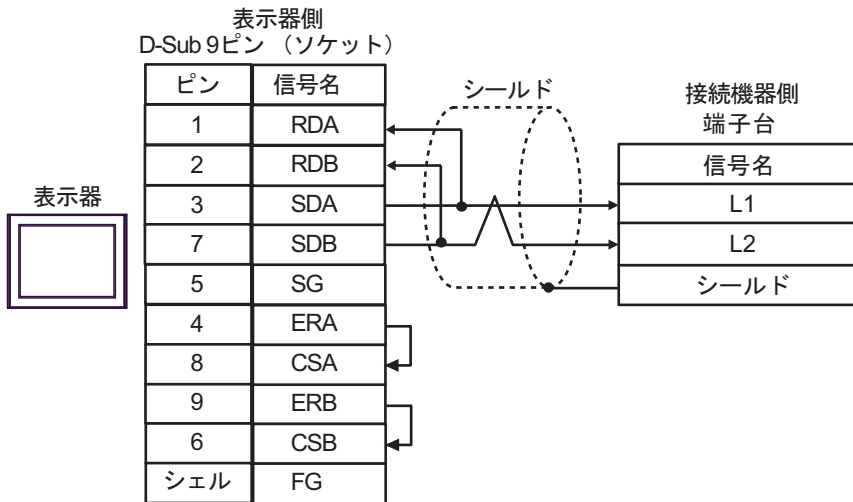 表示器側
D-Sub 9ピン （ソケット）
ピン 信号名
1 RDA
2 RDB
3 SDA
7 SDB
5 SG
4 ERA
8 CSA
9 ERB
6 CSB
シェル FG
表示器
シールド
接続機器側
端子台
信号名
L1
L2
シールド